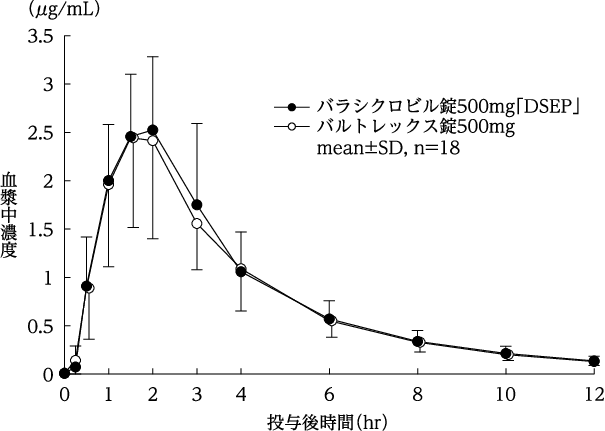 (μg/mL)
3.5
3
2.5
2
1.5
1
0.5
0
血漿中濃度
バラシクロビル錠500mg「DSEP」
バルトレックス錠500mg
mean±SD, n=18
0 1 2 3 4 6 8 10 12
投与後時間(hr)